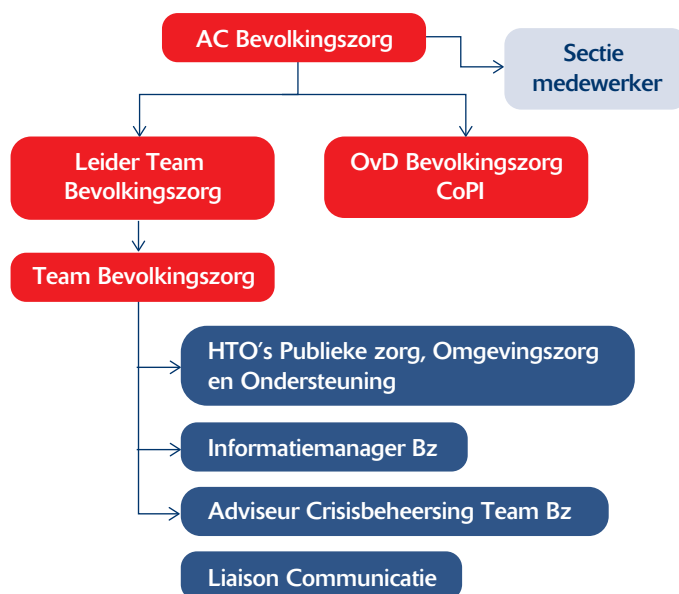 AC Bevolkingszorg
Sectie
medewerker
Leider Team
Bevolkingszorg
OvD Bevolkingszorg
CoPI
Team Bevolkingszorg
HTO's Publieke zorg, Omgevingszorg
en Ondersteuning
Informatiemanager Bz
Adviseur Crisisbeheersing Team Bz
Liaison Communicatie